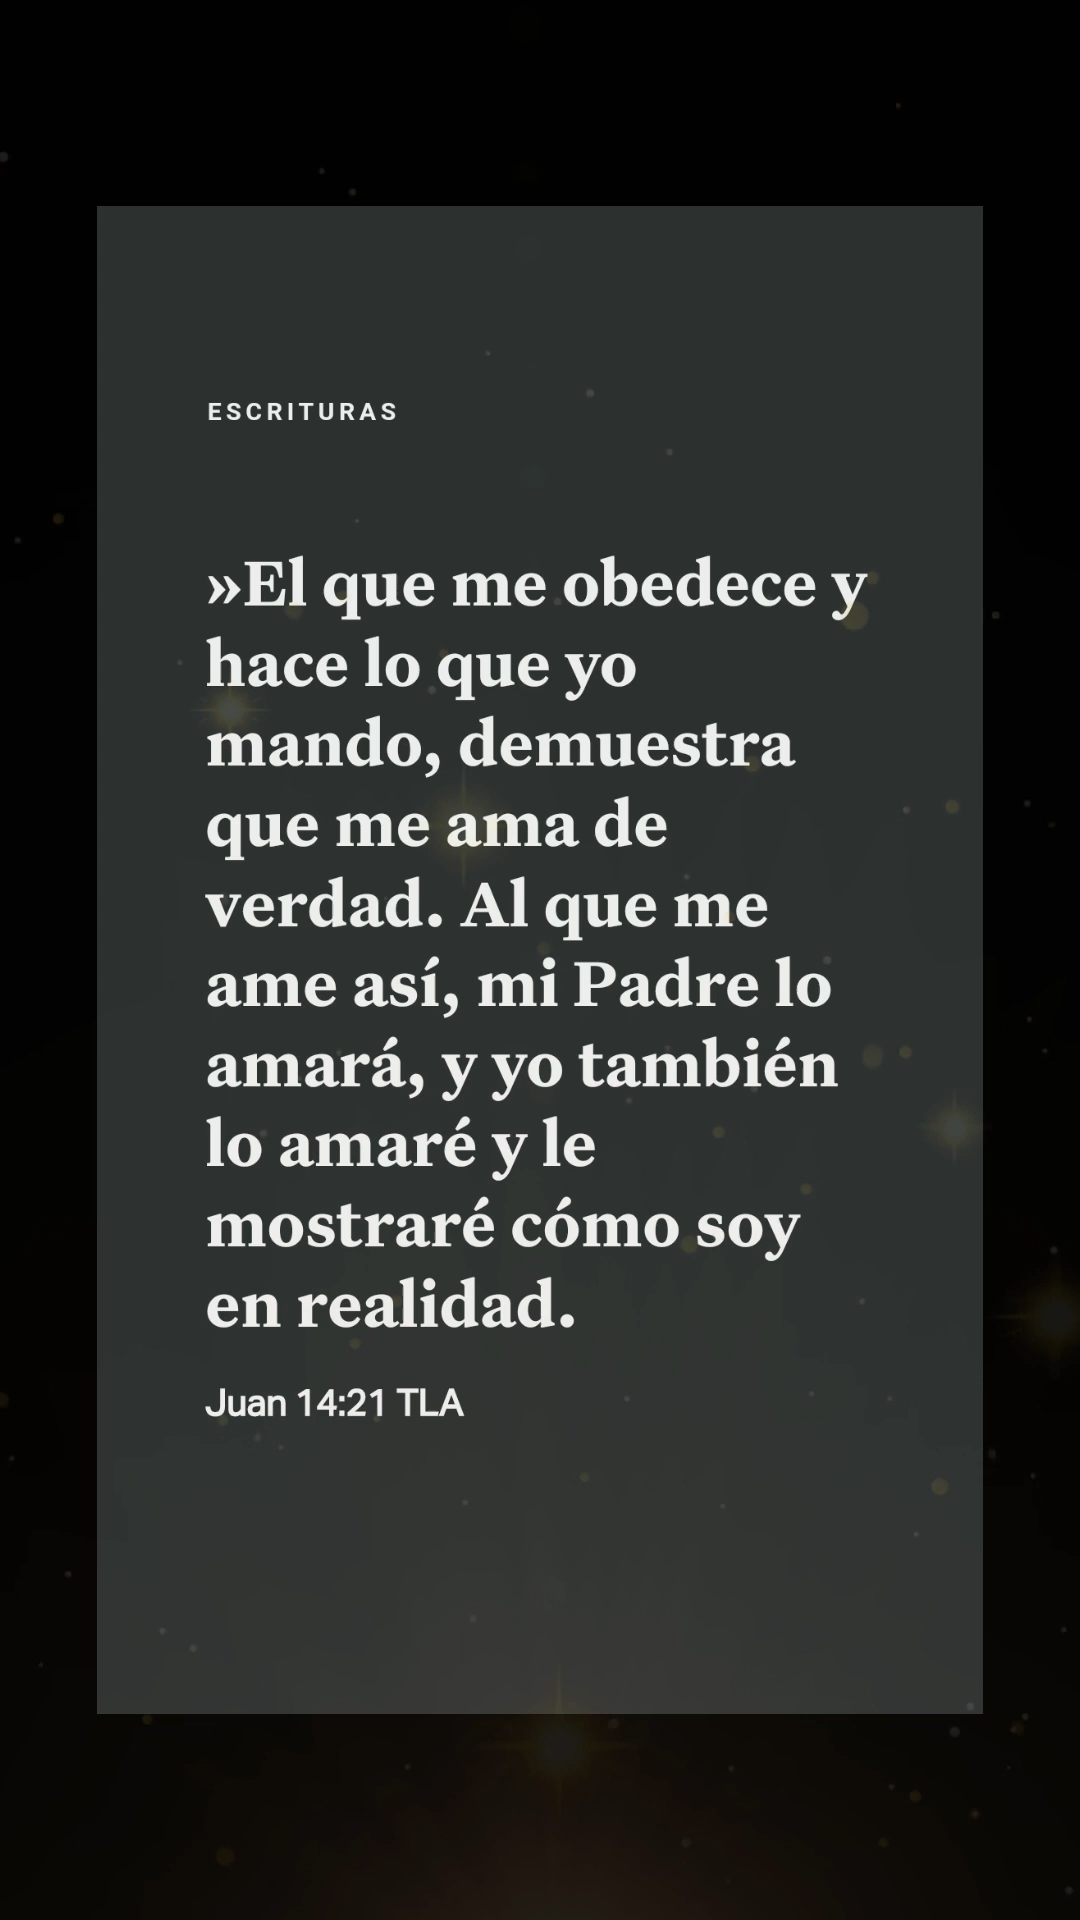 ESCRITURAS
»El que me obedece y
hace lo que yo
mando, demuestra
que me ama de
verdad. Al que me
ame así, mi Padre lo
amará, y yo también
lo amaré y le
mostraré cómo soy
en realidad.
Juan 14:21 TLA